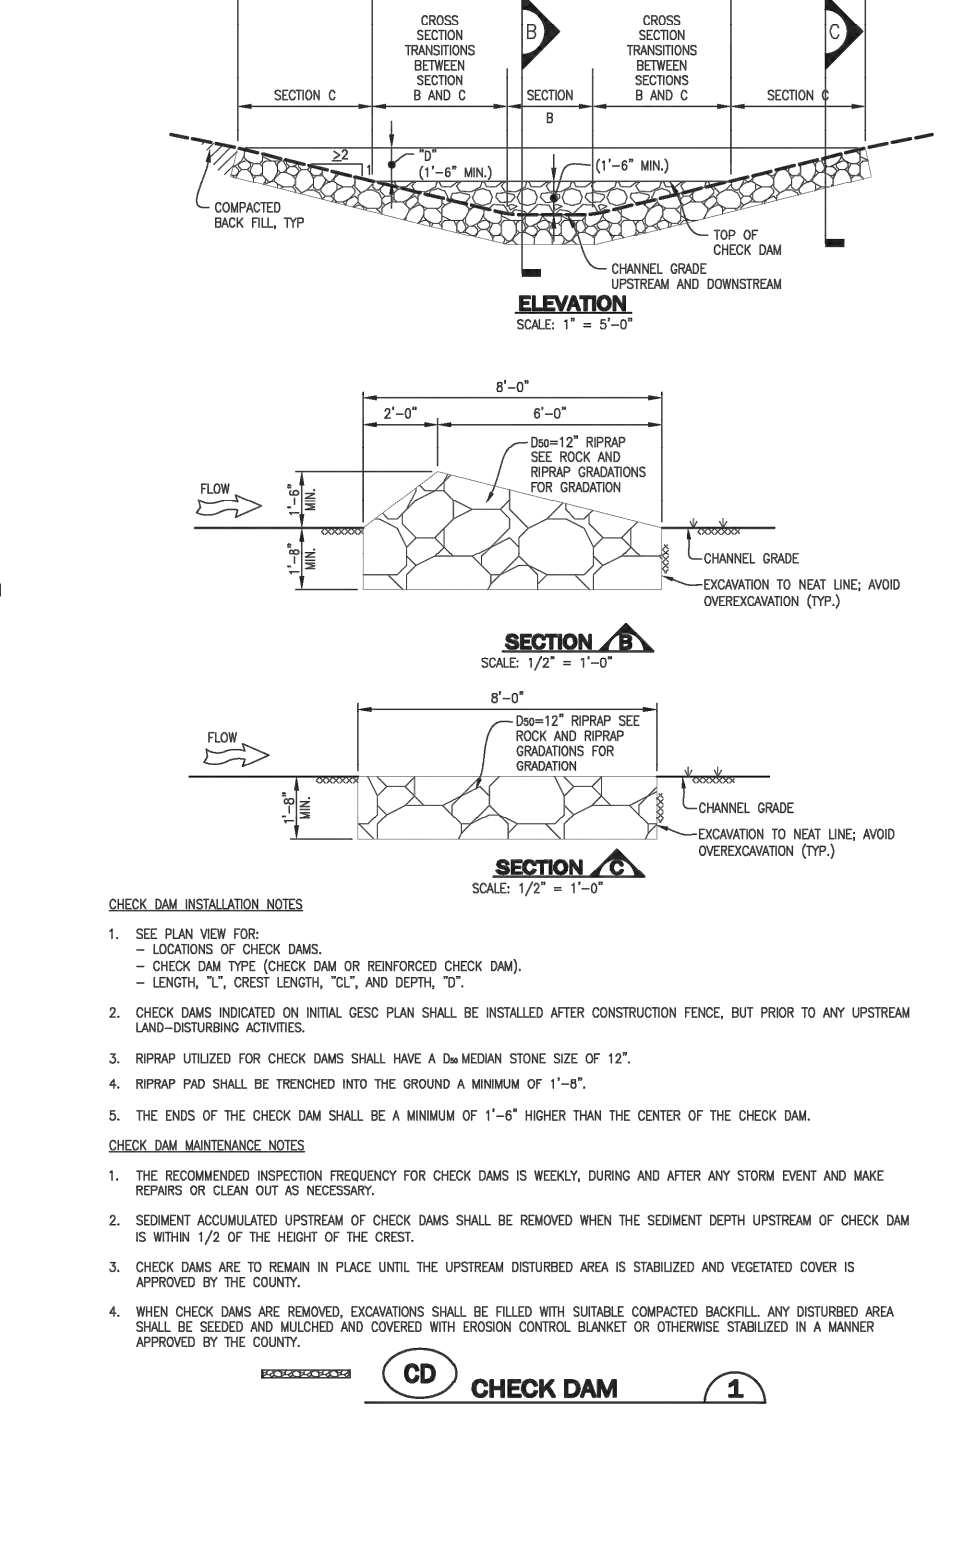 CROSS
SECTION
TRANSITIONS
BETWEEN
SECTION
B AND C
B
CROSS
SECTION
TRANSITIONS
BETWEEN
SECTIONS
B AND C
C
SECTION C
SECTION
B
SECTION C
≥2
1
"D"
(1'-6" MIN.)
(1'-6" MIN.)
COMPACTED
BACK FILL, TYP
TOP OF
CHECK DAM
CHANNEL GRADE
UPSTREAM AND DOWNSTREAM
ELEVATION
SCALE: 1" = 5'-0"
8'-0"
2'-0"
6'-0"
D50=12" RIPRAP
SEE ROCK AND
RIPRAP GRADATIONS
FOR GRADATION
FLOW
1'-6"
MIN.
1'-8"
MIN.
CHANNEL GRADE
EXCAVATION TO NEAT LINE; AVOID
OVEREXCAVATION (TYP.)
SECTION B
SCALE: 1/2" = 1'-0"
8'-0"
D50=12" RIPRAP SEE
ROCK AND RIPRAP
GRADATIONS FOR
GRADATION
FLOW
1'-8"
MIN.
CHANNEL GRADE
EXCAVATION TO NEAT LINE; AVOID
OVEREXCAVATION (TYP.)
SECTION C
SCALE: 1/2" = 1'-0"
CHECK DAM INSTALLATION NOTES
1. SEE PLAN VIEW FOR:
- LOCATIONS OF CHECK DAMS.
- CHECK DAM TYPE (CHECK DAM OR REINFORCED CHECK DAM).
- LENGTH, "L", CREST LENGTH, "CL", AND DEPTH, "D".
2. CHECK DAMS INDICATED ON INITIAL GESC PLAN SHALL BE INSTALLED AFTER CONSTRUCTION FENCE, BUT PRIOR TO ANY UPSTREAM
LAND-DISTURBING ACTIVITIES.
3. RIPRAP UTILIZED FOR CHECK DAMS SHALL HAVE A D50 MEDIAN STONE SIZE OF 12".
4. RIPRAP PAD SHALL BE TRENCHED INTO THE GROUND A MINIMUM OF 1'-8".
5. THE ENDS OF THE CHECK DAM SHALL BE A MINIMUM OF 1'-6" HIGHER THAN THE CENTER OF THE CHECK DAM.
CHECK DAM MAINTENANCE NOTES
1. THE RECOMMENDED INSPECTION FREQUENCY FOR CHECK DAMS IS WEEKLY, DURING AND AFTER ANY STORM EVENT AND MAKE
REPAIRS OR CLEAN OUT AS NECESSARY.
2. SEDIMENT ACCUMULATED UPSTREAM OF CHECK DAMS SHALL BE REMOVED WHEN THE SEDIMENT DEPTH UPSTREAM OF CHECK DAM
IS WITHIN 1/2 OF THE HEIGHT OF THE CREST.
3. CHECK DAMS ARE TO REMAIN IN PLACE UNTIL THE UPSTREAM DISTURBED AREA IS STABILIZED AND VEGETATED COVER IS
APPROVED BY THE COUNTY.
4. WHEN CHECK DAMS ARE REMOVED, EXCAVATIONS SHALL BE FILLED WITH SUITABLE COMPACTED BACKFILL. ANY DISTURBED AREA
SHALL BE SEEDED AND MULCHED AND COVERED WITH EROSION CONTROL BLANKET OR OTHERWISE STABILIZED IN A MANNER
APPROVED BY THE COUNTY.
CD
CHECK DAM
1